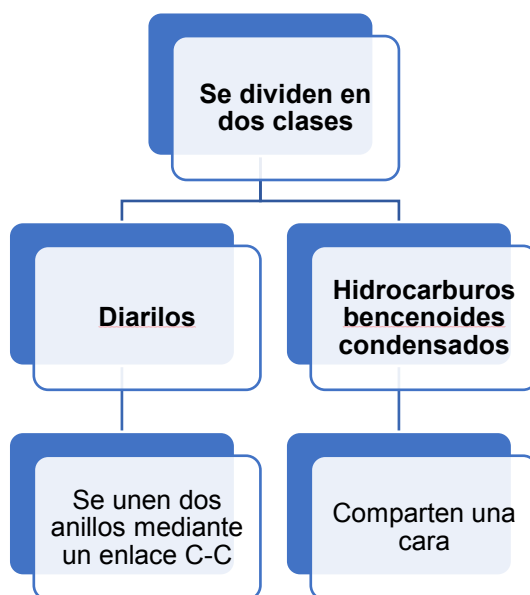 Se dividen en
dos clases
Diarilos
Hidrocarburos
bencenoides
condensados
Se unen dos
anillos mediante
un enlace C-C
Comparten una
cara